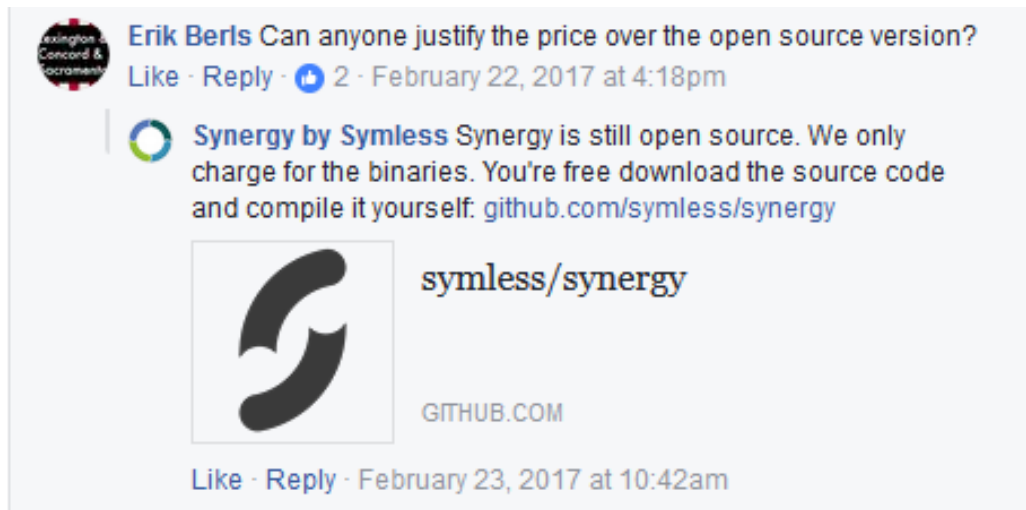 Lexington &
Concord &
Sacramento
Erik Berls Can anyone justify the price over the open source version?
Like · Reply · 2 · February 22, 2017 at 4:18pm
Synergy by Symless Synergy is still open source. We only
charge for the binaries. You're free download the source code
and compile it yourself: github.com/symless/synergy
symless/synergy
GITHUB.COM
Like · Reply · February 23, 2017 at 10:42am